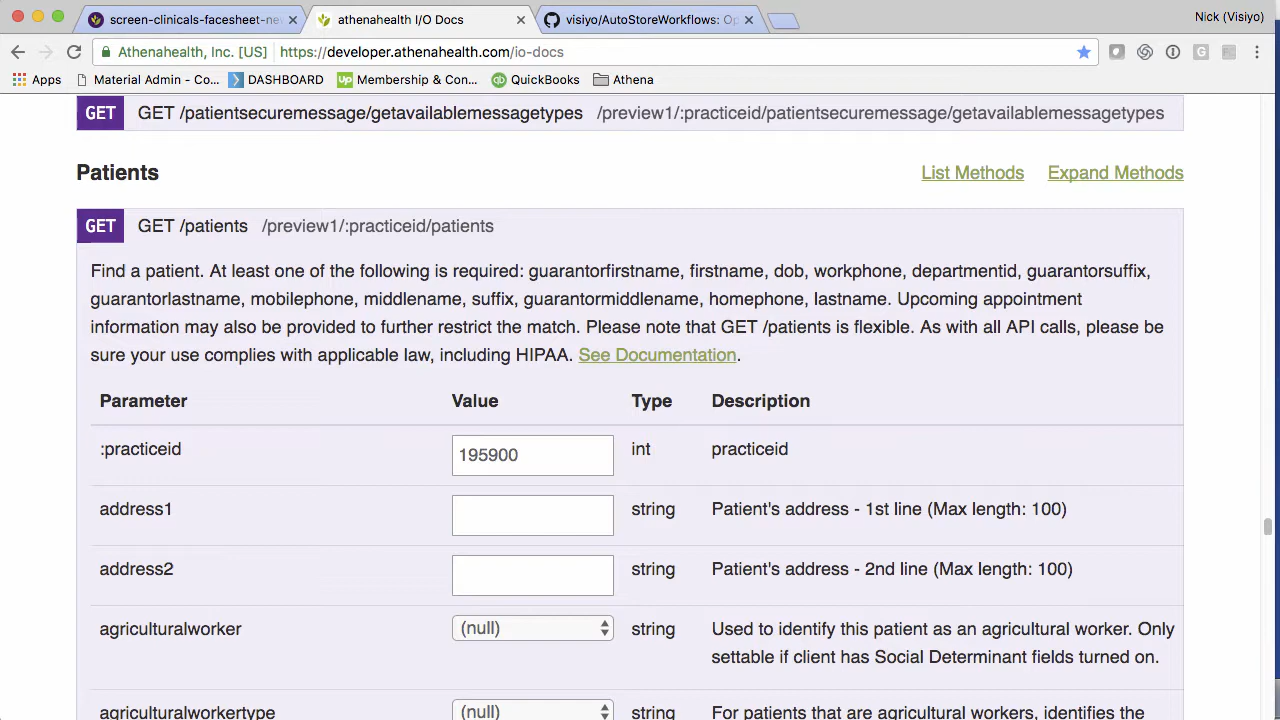 screen-clinicals-facesheet-ne
athenahealth I/O Docs
visiyo/AutoStoreWorkflows: Op
Nick (Visiyo)
Athenahealth, Inc. [US] https://developer.athenahealth.com/io-docs
Apps Material Admin - Co... DASHBOARD Up Membership & Con... qb QuickBooks Athena
GET GET /patientsecuremessage/getavailablemessagetypes /preview1/:practiceid/patientsecuremessage/getavailablemessagetypes
Patients List Methods Expand Methods
GET GET /patients /preview1/:practiceid/patients
Find a patient. At least one of the following is required: guarantorfirstname, firstname, dob, workphone, departmentid, guarantorsuffix,
guarantorlastname, mobilephone, middlename, suffix, guarantormiddlename, homephone, lastname. Upcoming appointment
information may also be provided to further restrict the match. Please note that GET /patients is flexible. As with all API calls, please be
sure your use complies with applicable law, including HIPAA. See Documentation.
Parameter Value Type Description
:practiceid 195900 int practiceid
address1 string Patient's address - 1st line (Max length: 100)
address2 string Patient's address - 2nd line (Max length: 100)
agriculturalworker (null) string Used to identify this patient as an agricultural worker. Only
settable if client has Social Determinant fields turned on.
agriculturalworkertype (null) string For patients that are agricultural workers, identifies the